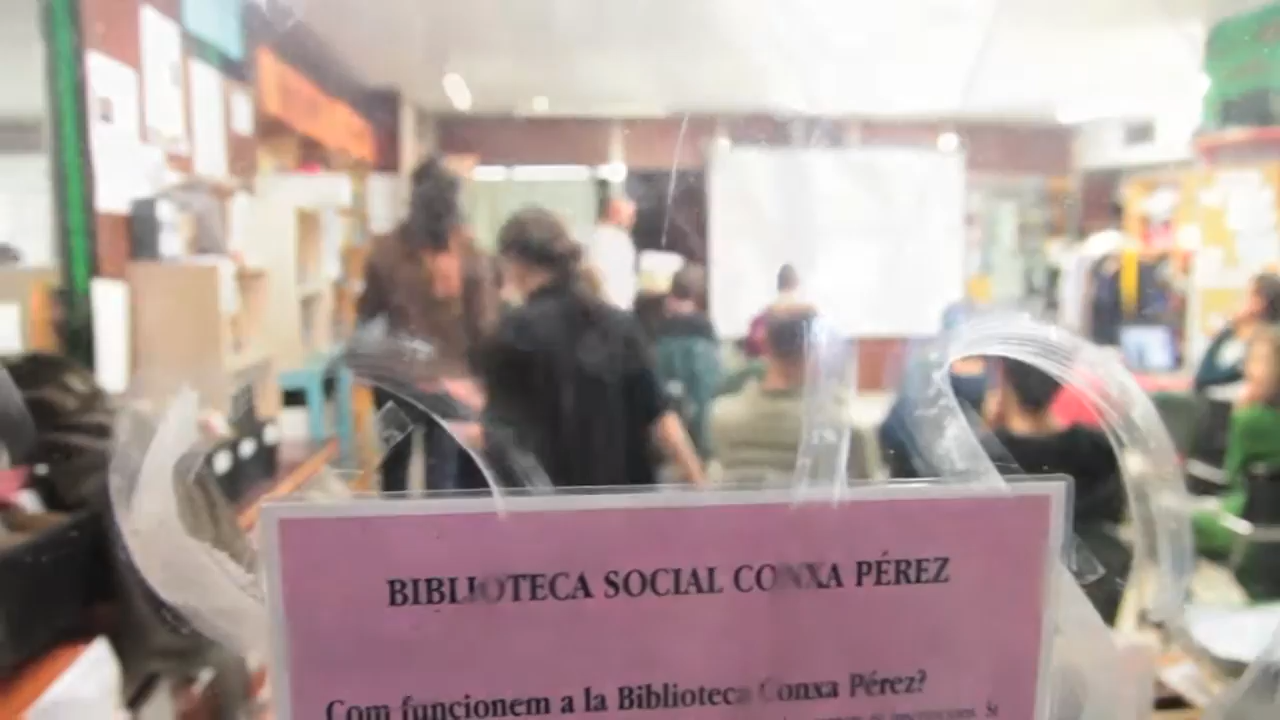 BIBLIOTECA SOCIAL CONXA PÉREZ
Com funcionem a la Biblioteca Conxa Pérez?